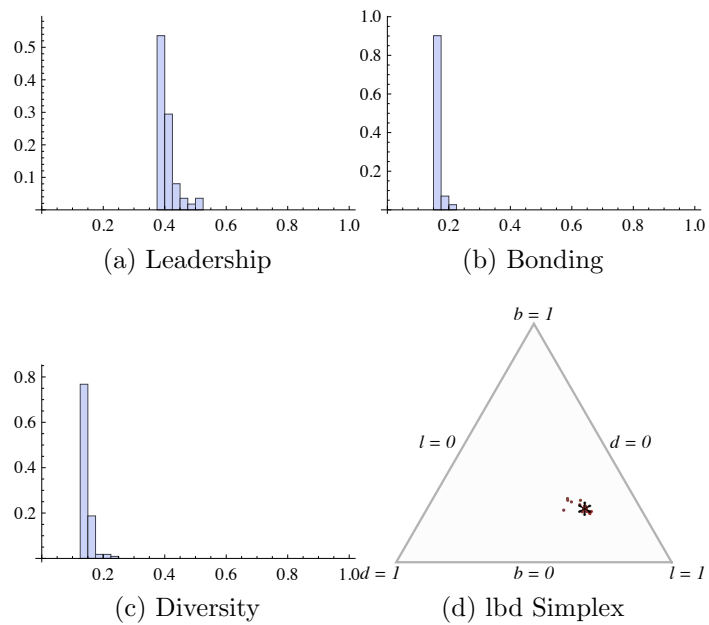 0.5
0.4
0.3
0.2
0.1
0.2 0.4 0.6 0.8 1.0
(a) Leadership
1.0
0.8
0.6
0.4
0.2
0.2 0.4 0.6 0.8 1.0
(b) Bonding
0.8
0.6
0.4
0.2
0.2 0.4 0.6 0.8 1.0
(c) Diversity
b = 1
l = 0 d = 0
d = 1 b = 0 l = 1
(d) lbd Simplex